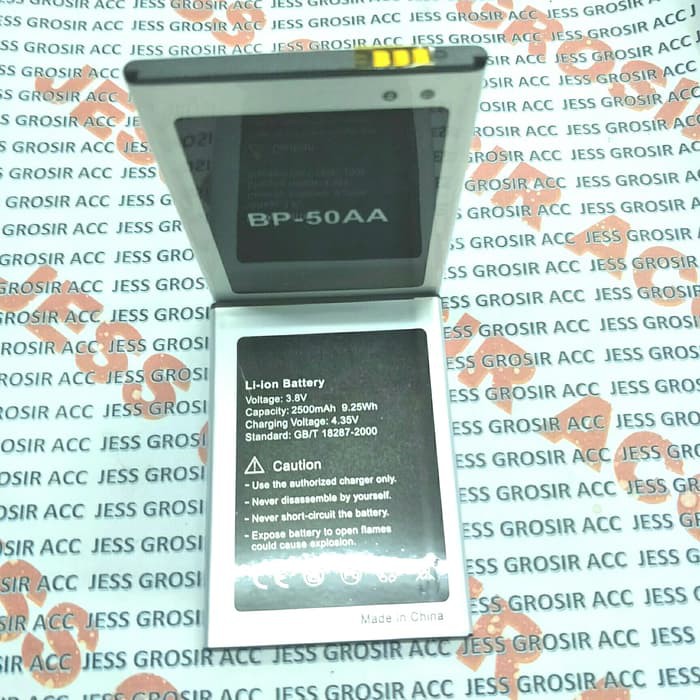 BP-50AA
Li-ion Battery
Voltage: 3.8V
Capacity: 2500mAh 9.25Wh
Charging Voltage: 4.35V
Standard: GB/T 18287-2000
Caution
- Use the authorized charger only.
- Never disassemble by yourself.
- Never short-circuit the battery.
- Expose battery to open flames
could cause explosion.
CE
Made in China
JESS GROSIR ACC